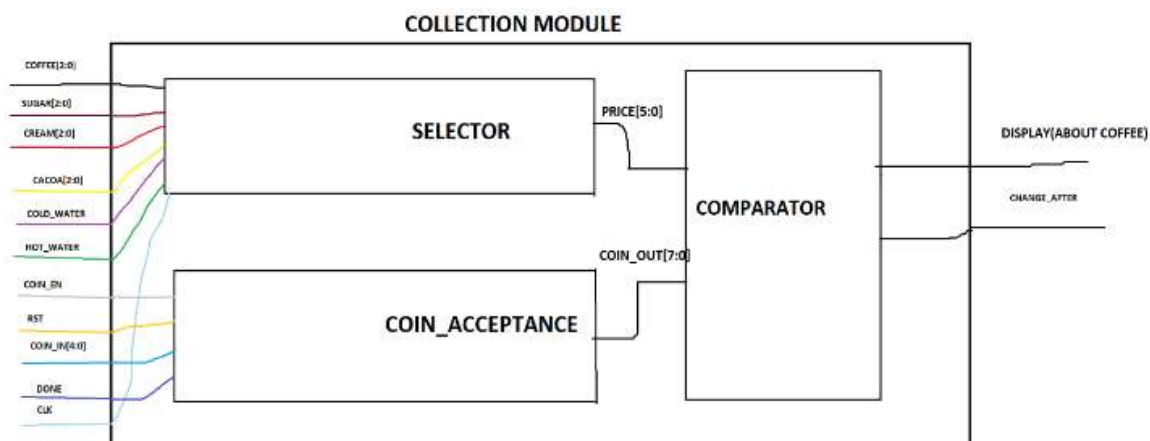 COLLECTION MODULE
COFFEE[2:0]
SUGAR[2:0]
CREAM[2:0]
CACOA[2:0]
COLD_WATER
HOT_WATER
COIN_EN
RST
COIN_IN[4:0]
DONE
CLK
SELECTOR
COIN_ACCEPTANCE
PRICE[5:0]
COIN_OUT[7:0]
COMPARATOR
DISPLAY(ABOUT COFFEE)
CHANGE_AFTER